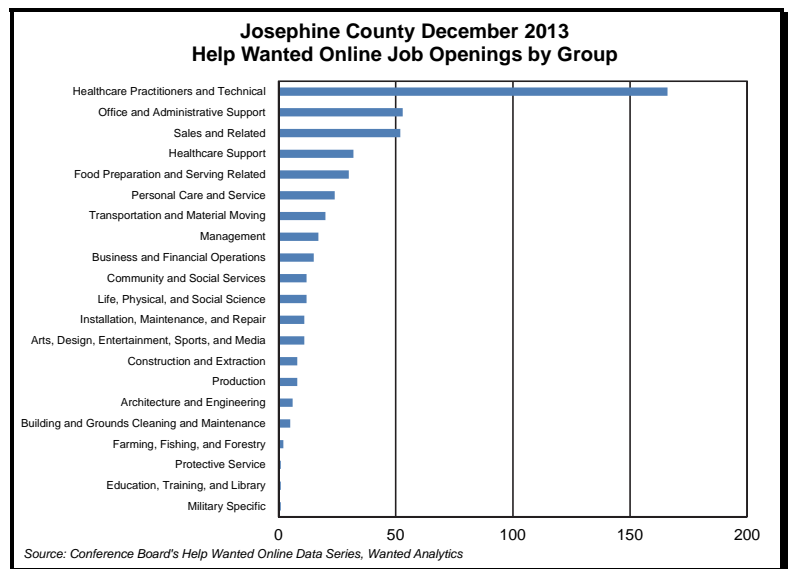 Josephine County December 2013
Help Wanted Online Job Openings by Group
Healthcare Practitioners and Technical
Office and Administrative Support
Sales and Related
Healthcare Support
Food Preparation and Serving Related
Personal Care and Service
Transportation and Material Moving
Management
Business and Financial Operations
Community and Social Services
Life, Physical, and Social Science
Installation, Maintenance, and Repair
Arts, Design, Entertainment, Sports, and Media
Construction and Extraction
Production
Architecture and Engineering
Building and Grounds Cleaning and Maintenance
Farming, Fishing, and Forestry
Protective Service
Education, Training, and Library
Military Specific
0 50 100 150 200
Source: Conference Board's Help Wanted Online Data Series, Wanted Analytics